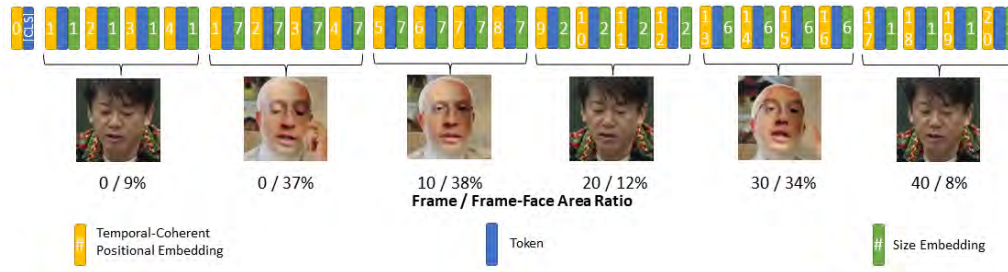 0 [CLS] 1 1 2 1 3 1 4 1 1 7 2 7 3 7 4 7 5 7 6 7 7 7 8 7 9 2 10 2 11 2 12 2 13 6 14 6 15 6 16 6 17 1 18 1 19 1 20
0 / 9% 0 / 37% 10 / 38% 20 / 12% 30 / 34% 40 / 8%
Frame / Frame-Face Area Ratio
# Temporal-Coherent
Positional Embedding
Token
# Size Embedding